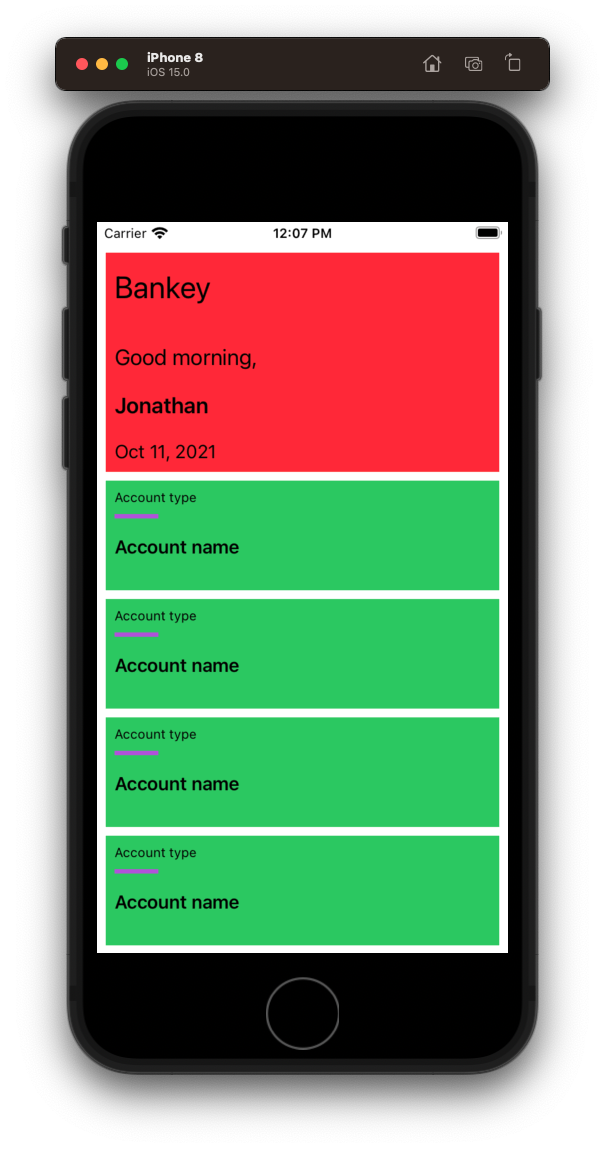 iPhone 8
iOS 15.0
Carrier 12:07 PM
Bankey
Good morning,
Jonathan
Oct 11, 2021
Account type
Account name
Account type
Account name
Account type
Account name
Account type
Account name